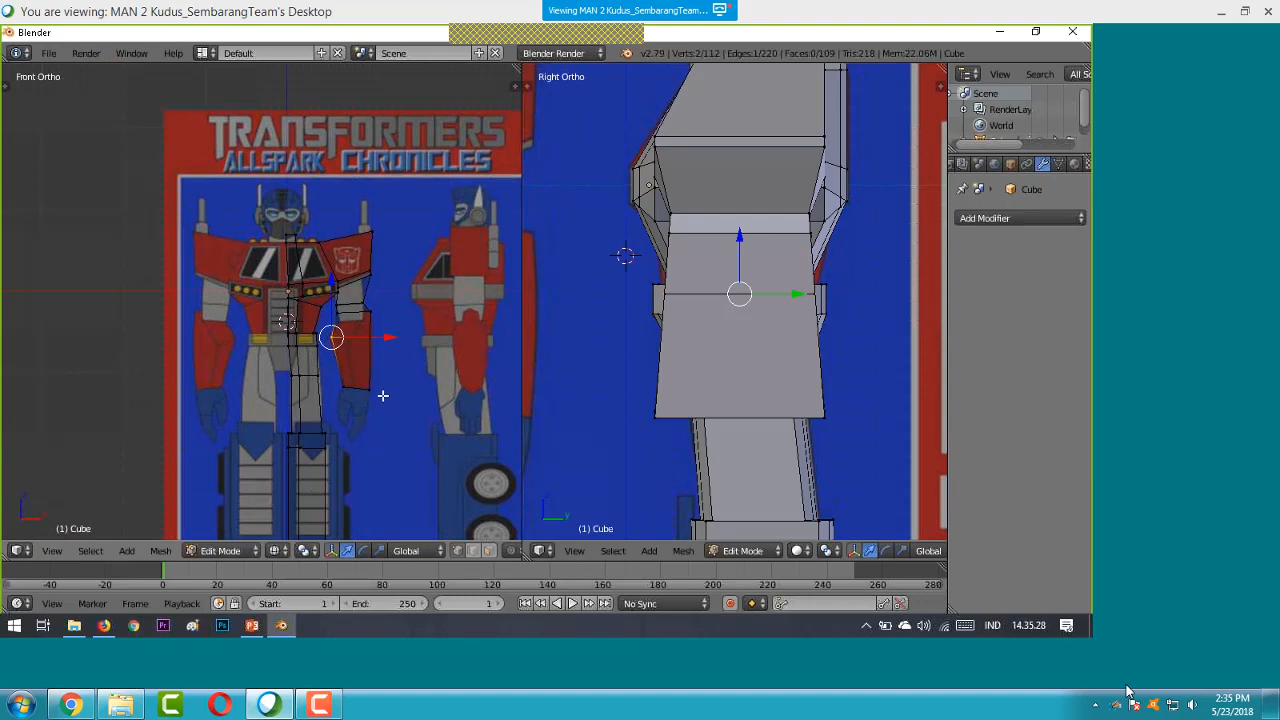 You are viewing: MAN 2 Kudus_SembarangTeam's Desktop
Viewing MAN 2 Kudus_SembarangTeam...
Blender
File Render Window Help Default Scene Blender Render v2.79 | Verts:2/112 | Edges:1/220 | Faces:0/109 | Tris:218 | Mem:22.06M | Cube
Front Ortho
Right Ortho
View Search All Sc
Scene
RenderLay
World
TRANSFORMERS
ALLSPARK CHRONICLES
Cube
Add Modifier
(1) Cube
(1) Cube
View Select Add Mesh Edit Mode Global
View Select Add Mesh Edit Mode Global
-40 -20 0 20 40 60 80 100 120 140 160 180 200 220 240 260 280
View Marker Frame Playback Start: 1 End: 250 1 No Sync
IND 14.35.28
2:35 PM
5/23/2018